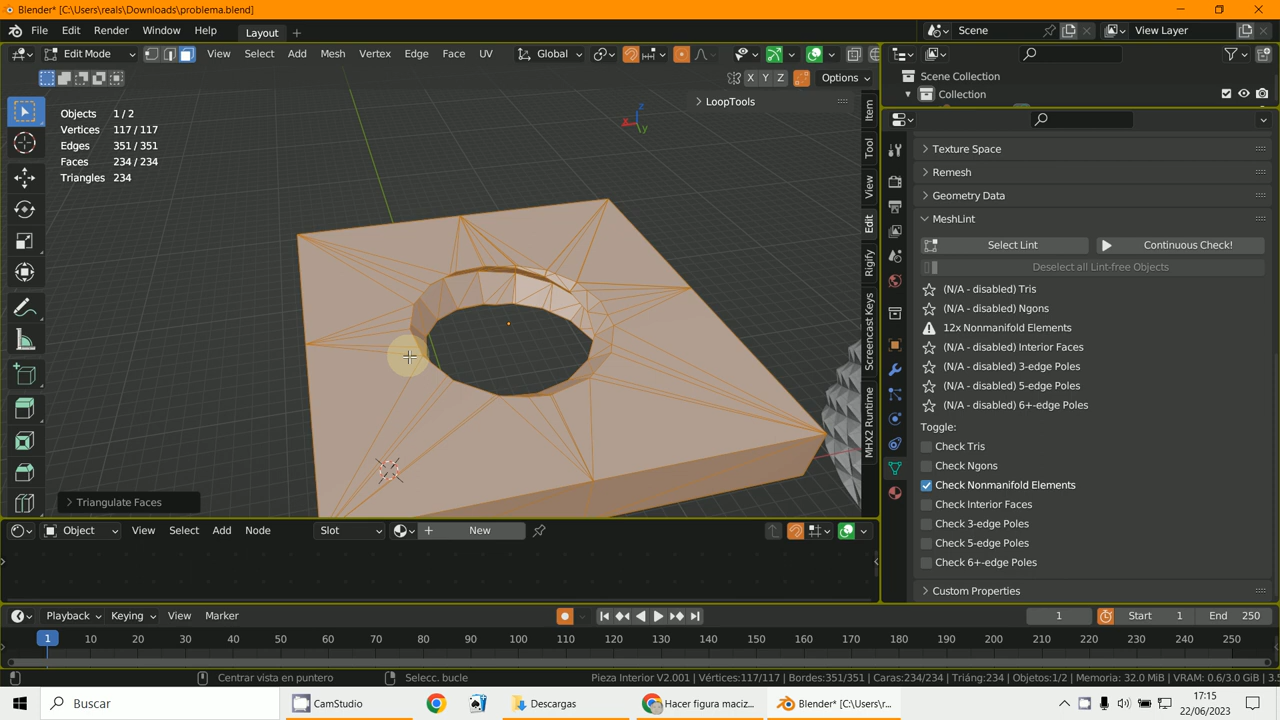 Blender* [C:\Users\reals\Downloads\problema.blend]
File Edit Render Window Help Layout + Scene View Layer
Edit Mode View Select Add Mesh Vertex Edge Face UV Global
X Y Z Options
Scene Collection
Collection
Objects 1 / 2
Vertices 117 / 117
Edges 351 / 351
Faces 234 / 234
Triangles 234
LoopTools
z
x
y
Item
Tool
View
Edit
Rigify
Screencast Keys
MHX2 Runtime
Texture Space
Remesh
Geometry Data
MeshLint
Select Lint Continuous Check!
Deselect all Lint-free Objects
(N/A - disabled) Tris
(N/A - disabled) Ngons
12x Nonmanifold Elements
(N/A - disabled) Interior Faces
(N/A - disabled) 3-edge Poles
(N/A - disabled) 5-edge Poles
(N/A - disabled) 6+-edge Poles
Toggle:
Check Tris
Check Ngons
Check Nonmanifold Elements
Check Interior Faces
Check 3-edge Poles
Check 5-edge Poles
Check 6+-edge Poles
Custom Properties
Triangulate Faces
Object View Select Add Node Slot New
Playback Keying View Marker 1 Start 1 End 250
1 10 20 30 40 50 60 70 80 90 100 110 120 130 140 150 160 170 180 190 200 210 220 230 240 250
Centrar vista en puntero Selecc. bucle Pieza Interior V2.001 | Vértices:117/117 | Bordes:351/351 | Caras:234/234 | Triáng:234 | Objetos:1/2 | Memoria: 32.0 MiB | VRAM: 0.6/3.0 GiB | 3.5
Buscar CamStudio Descargas Hacer figura maciz... Blender* [C:\Users\r... 17:15
22/06/2023